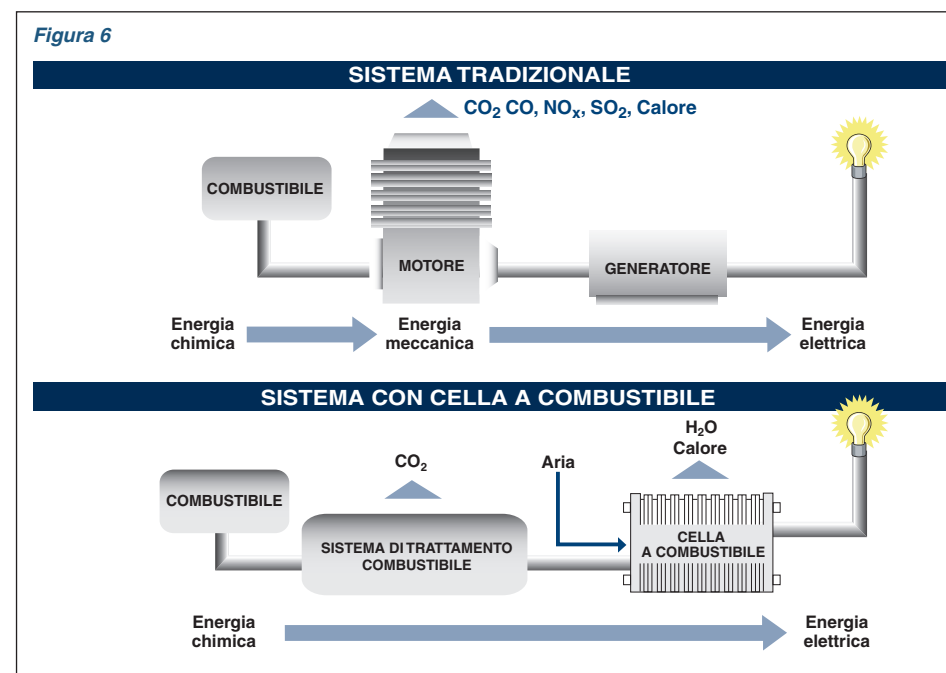 Figura 6
SISTEMA TRADIZIONALE
CO₂ CO, NOₓ, SO₂, Calore
COMBUSTIBILE
MOTORE
GENERATORE
Energia
chimica
Energia
meccanica
Energia
elettrica
SISTEMA CON CELLA A COMBUSTIBILE
H₂O
Calore
CO₂
Aria
COMBUSTIBILE
SISTEMA DI TRATTAMENTO
COMBUSTIBILE
CELLA
A COMBUSTIBILE
Energia
chimica
Energia
elettrica